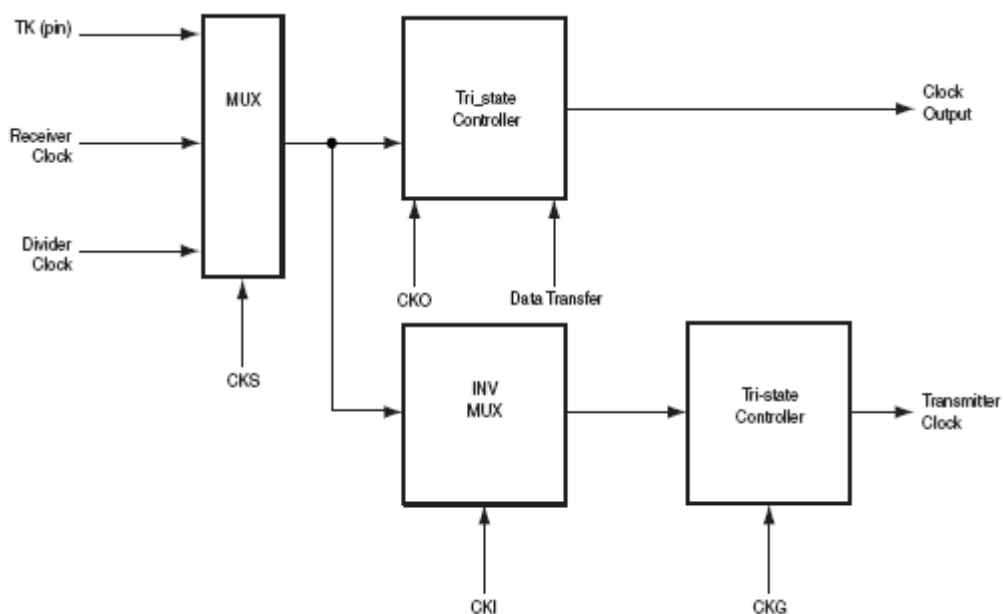 TK (pin)
MUX
Receiver
Clock
Divider
Clock
CKS
Tri_state
Controller
Clock
Output
CKO
Data Transfer
INV
MUX
Tri-state
Controller
Transmitter
Clock
CKI
CKG